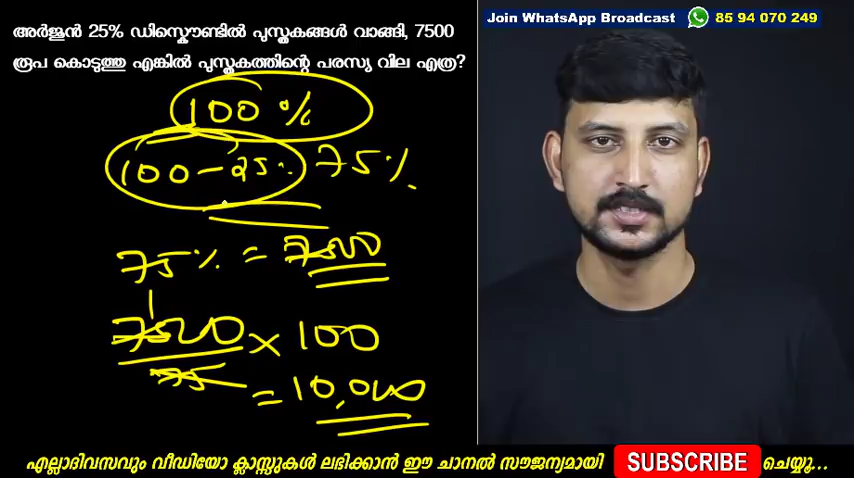 Join WhatsApp Broadcast 85 94 070 249
അർജുൻ 25% ഡിസ്കൌണ്ടിൽ പുസ്തകങ്ങൾ വാങ്ങി, 7500
രൂപ കൊടുത്തു എങ്കിൽ പുസ്തകത്തിന്റെ പരസ്യ വില എത്ര?
100 %
100 - 25% 75%
75% = 7500
7500 × 100
75
= 10,000
എല്ലാദിവസവും വീഡിയോ ക്ലാസ്സുകൾ ലഭിക്കാൻ ഈ ചാനൽ സൗജന്യമായി SUBSCRIBE ചെയ്യൂ...